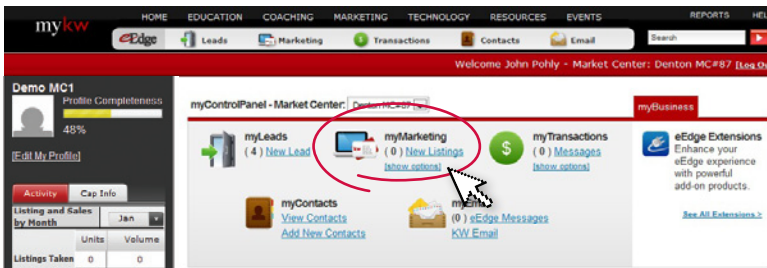 mykw
HOME EDUCATION COACHING MARKETING TECHNOLOGY RESOURCES EVENTS REPORTS
eEdge Leads Marketing Transactions Contacts Email Search
Welcome John Pohly - Market Center: Denton MC#87
Demo MC1
Profile Completeness
48%
[Edit My Profile]
Activity Cap Info
Listing and Sales
by Month Jan
Units Volume
Listings Taken 0 0
myControlPanel - Market Center: Denton MC#87
myBusiness
myLeads
( 4 ) New Lead
myMarketing
( 0 ) New Listings
[show options]
$
myTransactions
( 0 ) Messages
[show options]
myContacts
View Contacts
Add New Contacts
(0 ) eEdge Messages
KW Email
eEdge Extensions
Enhance your
eEdge experience
with powerful
add-on products.
See All Extensions >